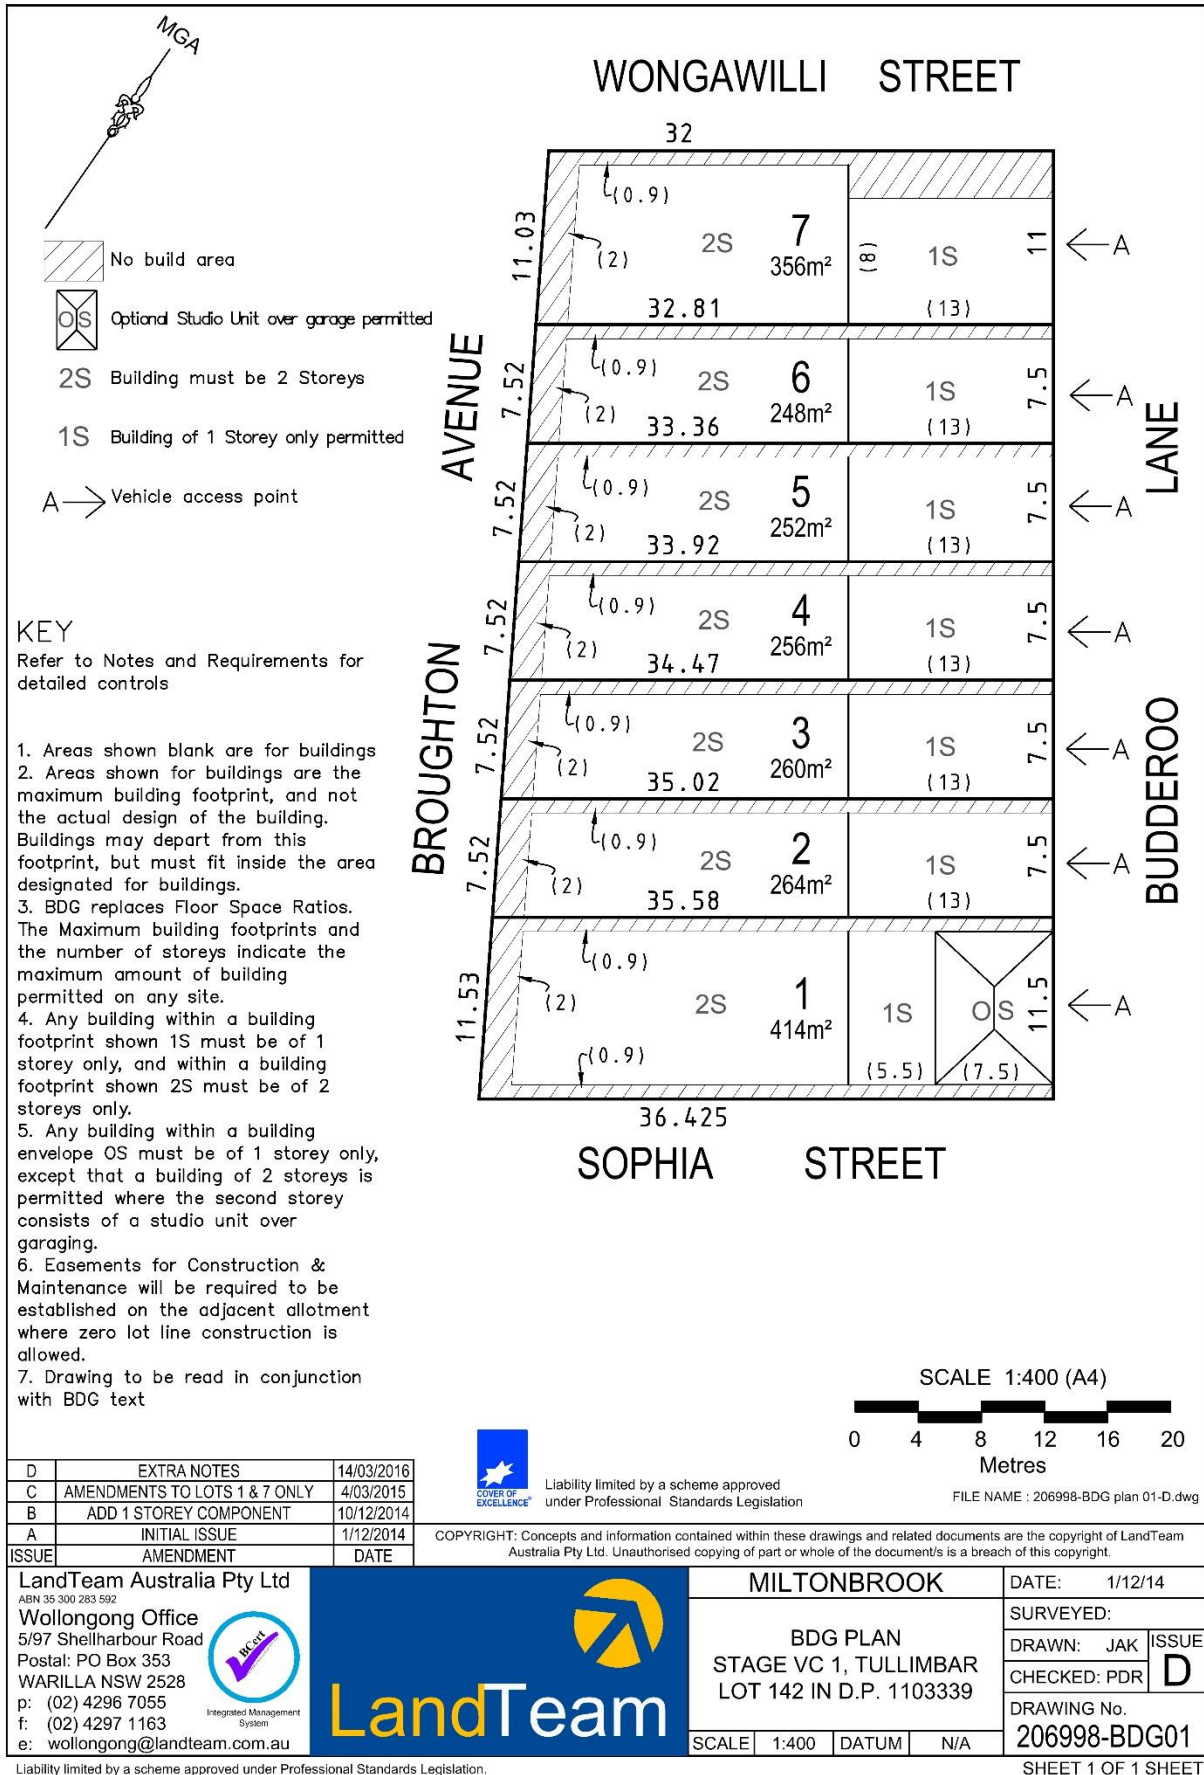 MGA
WONGAWILLI STREET
32
11.03
(0.9)
(2)
2S
7
356m²
(8)
1S
11
A
32.81
(13)
No build area
OS Optional Studio Unit over garage permitted
2S Building must be 2 Storeys
1S Building of 1 Storey only permitted
A Vehicle access point
AVENUE
BROUGHTON
LANE
BUDDEROO
7.52
(0.9)
(2)
2S
6
248m²
33.36
1S
(13)
7.5
A
7.52
(0.9)
(2)
2S
5
252m²
33.92
1S
(13)
7.5
A
7.52
(0.9)
(2)
2S
4
256m²
34.47
1S
(13)
7.5
A
7.52
(0.9)
(2)
2S
3
260m²
35.02
1S
(13)
7.5
A
7.52
(0.9)
(2)
2S
2
264m²
35.58
1S
(13)
7.5
A
11.53
(0.9)
(2)
2S
1
414m²
(0.9)
1S
(5.5)
OS
(7.5)
11.5
A
36.425
SOPHIA STREET
KEY
Refer to Notes and Requirements for
detailed controls
1. Areas shown blank are for buildings
2. Areas shown for buildings are the
maximum building footprint, and not
the actual design of the building.
Buildings may depart from this
footprint, but must fit inside the area
designated for buildings.
3. BDG replaces Floor Space Ratios.
The Maximum building footprints and
the number of storeys indicate the
maximum amount of building
permitted on any site.
4. Any building within a building
footprint shown 1S must be of 1
storey only, and within a building
footprint shown 2S must be of 2
storeys only.
5. Any building within a building
envelope OS must be of 1 storey only,
except that a building of 2 storeys is
permitted where the second storey
consists of a studio unit over
garaging.
6. Easements for Construction &
Maintenance will be required to be
established on the adjacent allotment
where zero lot line construction is
allowed.
7. Drawing to be read in conjunction
with BDG text
SCALE 1:400 (A4)
0 4 8 12 16 20
Metres
FILE NAME : 206998-BDG plan 01-D.dwg
COVER OF
EXCELLENCE
Liability limited by a scheme approved
under Professional Standards Legislation
D EXTRA NOTES 14/03/2016
C AMENDMENTS TO LOTS 1 & 7 ONLY 4/03/2015
B ADD 1 STOREY COMPONENT 10/12/2014
A INITIAL ISSUE 1/12/2014
ISSUE AMENDMENT DATE
COPYRIGHT: Concepts and information contained within these drawings and related documents are the copyright of LandTeam
Australia Pty Ltd. Unauthorised copying of part or whole of the document/s is a breach of this copyright.
LandTeam Australia Pty Ltd
ABN 35 300 283 592
Wollongong Office
5/97 Shellharbour Road
Postal: PO Box 353
WARILLA NSW 2528
p: (02) 4296 7055
f: (02) 4297 1163
e: wollongong@landteam.com.au
BCert
Integrated Management
System
LandTeam
MILTONBROOK
BDG PLAN
STAGE VC 1, TULLIMBAR
LOT 142 IN D.P. 1103339
SCALE 1:400 DATUM N/A
DATE: 1/12/14
SURVEYED:
DRAWN: JAK
CHECKED: PDR
ISSUE
D
DRAWING No.
206998-BDG01
Liability limited by a scheme approved under Professional Standards Legislation.
SHEET 1 OF 1 SHEET